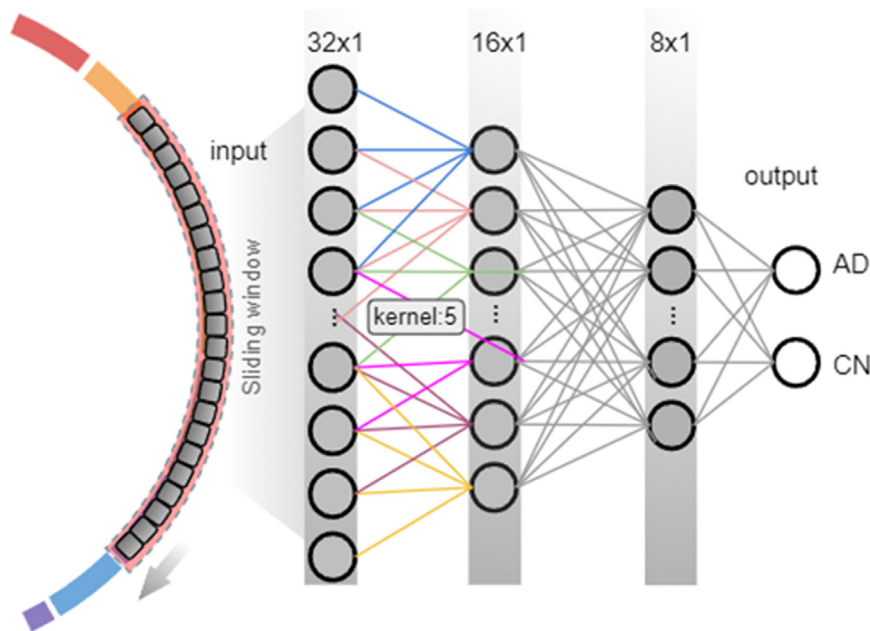 32x1
16x1
8x1
input
output
AD
Sliding window
kernel:5
CN